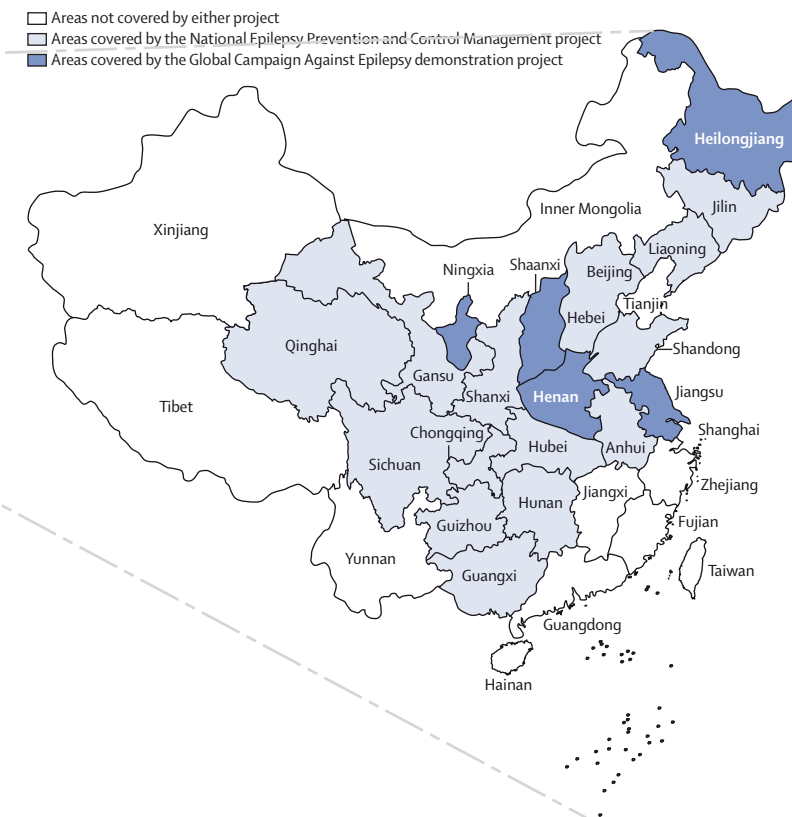 Areas not covered by either project
Areas covered by the National Epilepsy Prevention and Control Management project
Areas covered by the Global Campaign Against Epilepsy demonstration project
Heilongjiang
Jilin
Inner Mongolia
Xinjiang
Liaoning
Shaanxi
Ningxia
Beijing
Tianjin
Hebei
Qinghai
Shandong
Gansu
Jiangsu
Shanxi
Henan
Tibet
Shanghai
Chongqing
Hubei
Anhui
Sichuan
Zhejiang
Jiangxi
Hunan
Fujian
Guizhou
Yunnan
Taiwan
Guangxi
Guangdong
Hainan